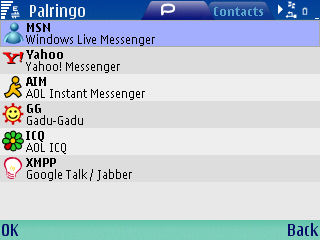 Palringo
P
Contacts
MSN
Windows Live Messenger
Yahoo
Yahoo! Messenger
AIM
AOL Instant Messenger
GG
Gadu-Gadu
ICQ
AOL ICQ
XMPP
Google Talk / Jabber
OK
Back